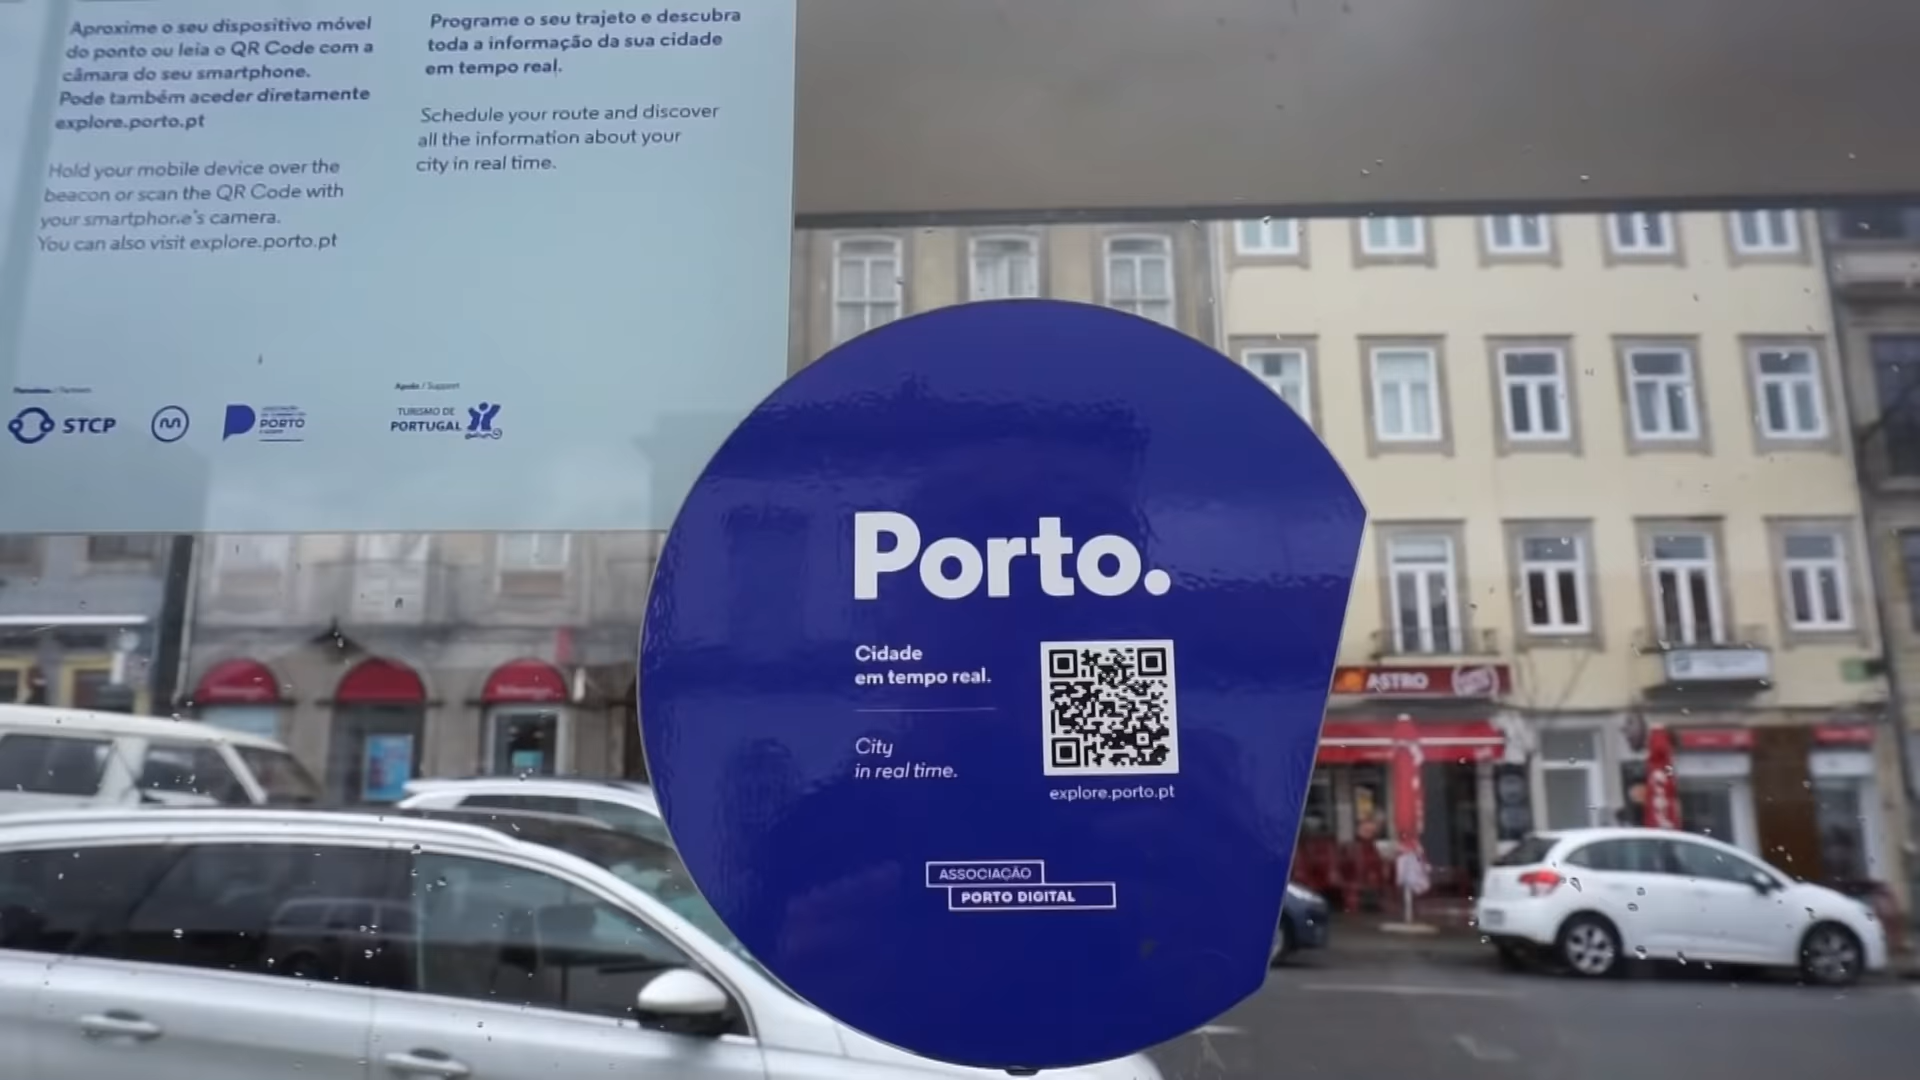 Aproxime o seu dispositivo móvel
do ponto ou leia o QR Code com a
câmara do seu smartphone.
Pode também aceder diretamente
explore.porto.pt
Hold your mobile device over the
beacon or scan the QR Code with
your smartphone's camera.
You can also visit explore.porto.pt
Programe o seu trajeto e descubra
toda a informação da sua cidade
em tempo real.
Schedule your route and discover
all the information about your
city in real time.
Apoio / Support
STCP
PORTO
TURISMO DE
PORTUGAL
Porto.
Cidade
em tempo real.
City
in real time.
explore.porto.pt
ASSOCIAÇÃO
PORTO DIGITAL
ASTRO